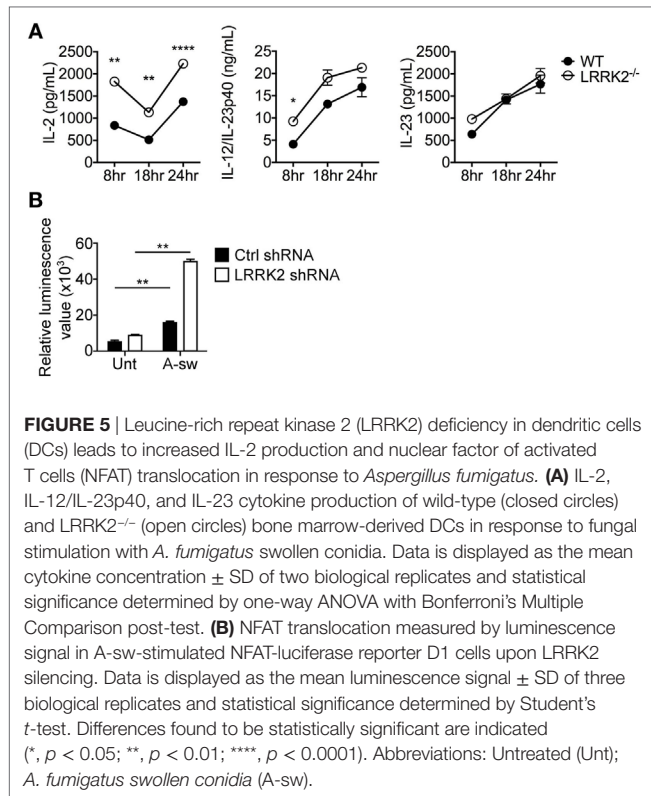 A
IL-2 (pg/mL)
2500
2000
1500
1000
500
0
**
**
****
8hr 18hr 24hr
IL-12/IL-23p40 (ng/mL)
25
20
15
10
5
0
*
8hr 18hr 24hr
IL-23 (pg/mL)
2500
2000
1500
1000
500
0
8hr 18hr 24hr
WT
LRRK2-/-
B
Relative luminescence
value (x10³)
60
40
20
0
**
**
Unt A-sw
Ctrl shRNA
LRRK2 shRNA
FIGURE 5 | Leucine-rich repeat kinase 2 (LRRK2) deficiency in dendritic cells
(DCs) leads to increased IL-2 production and nuclear factor of activated
T cells (NFAT) translocation in response to Aspergillus fumigatus. (A) IL-2,
IL-12/IL-23p40, and IL-23 cytokine production of wild-type (closed circles)
and LRRK2−/− (open circles) bone marrow-derived DCs in response to fungal
stimulation with A. fumigatus swollen conidia. Data is displayed as the mean
cytokine concentration ± SD of two biological replicates and statistical
significance determined by one-way ANOVA with Bonferroni's Multiple
Comparison post-test. (B) NFAT translocation measured by luminescence
signal in A-sw-stimulated NFAT-luciferase reporter D1 cells upon LRRK2
silencing. Data is displayed as the mean luminescence signal ± SD of three
biological replicates and statistical significance determined by Student's
t-test. Differences found to be statistically significant are indicated
(*, p < 0.05; **, p < 0.01; ****, p < 0.0001). Abbreviations: Untreated (Unt);
A. fumigatus swollen conidia (A-sw).